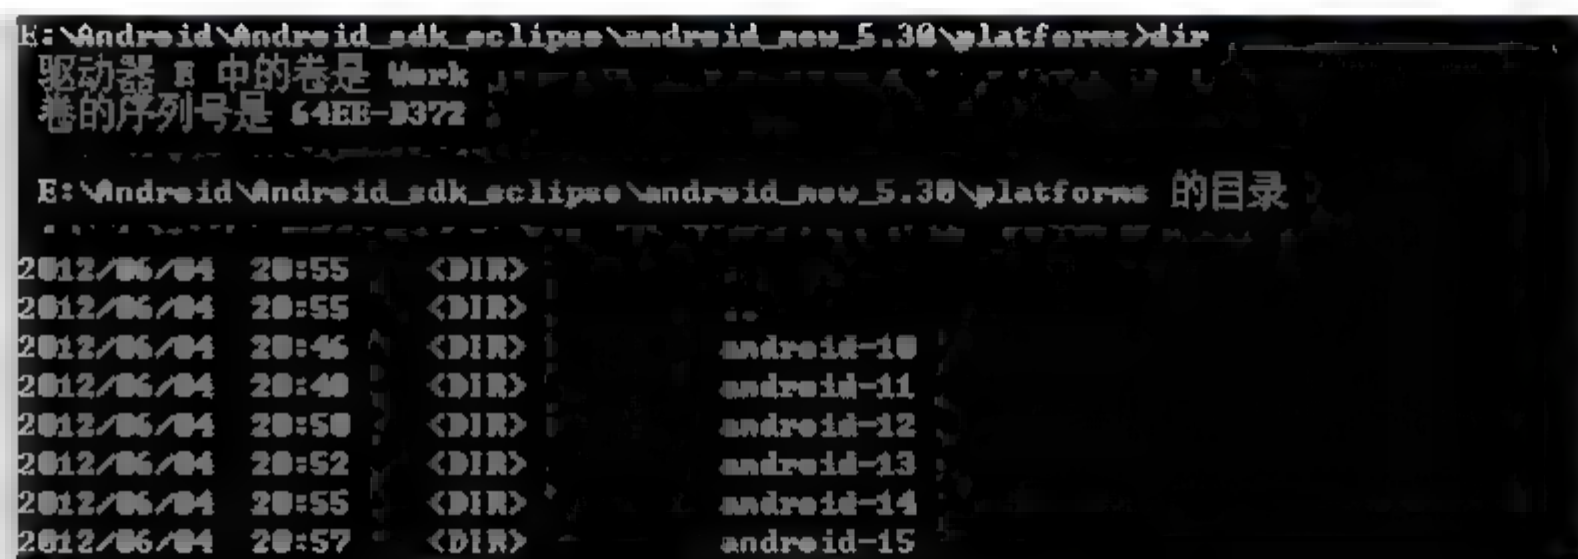 E:\Android\Android_sdk_eclipse\android_new_5.30\platforms>dir
驱动器 E 中的卷是 Work
卷的序列号是 64EE-D372
E:\Android\Android_sdk_eclipse\android_new_5.30\platforms 的目录
2012/06/04 20:55 <DIR> .
2012/06/04 20:55 <DIR> ..
2012/06/04 20:46 <DIR> android-10
2012/06/04 20:48 <DIR> android-11
2012/06/04 20:50 <DIR> android-12
2012/06/04 20:52 <DIR> android-13
2012/06/04 20:55 <DIR> android-14
2012/06/04 20:57 <DIR> android-15